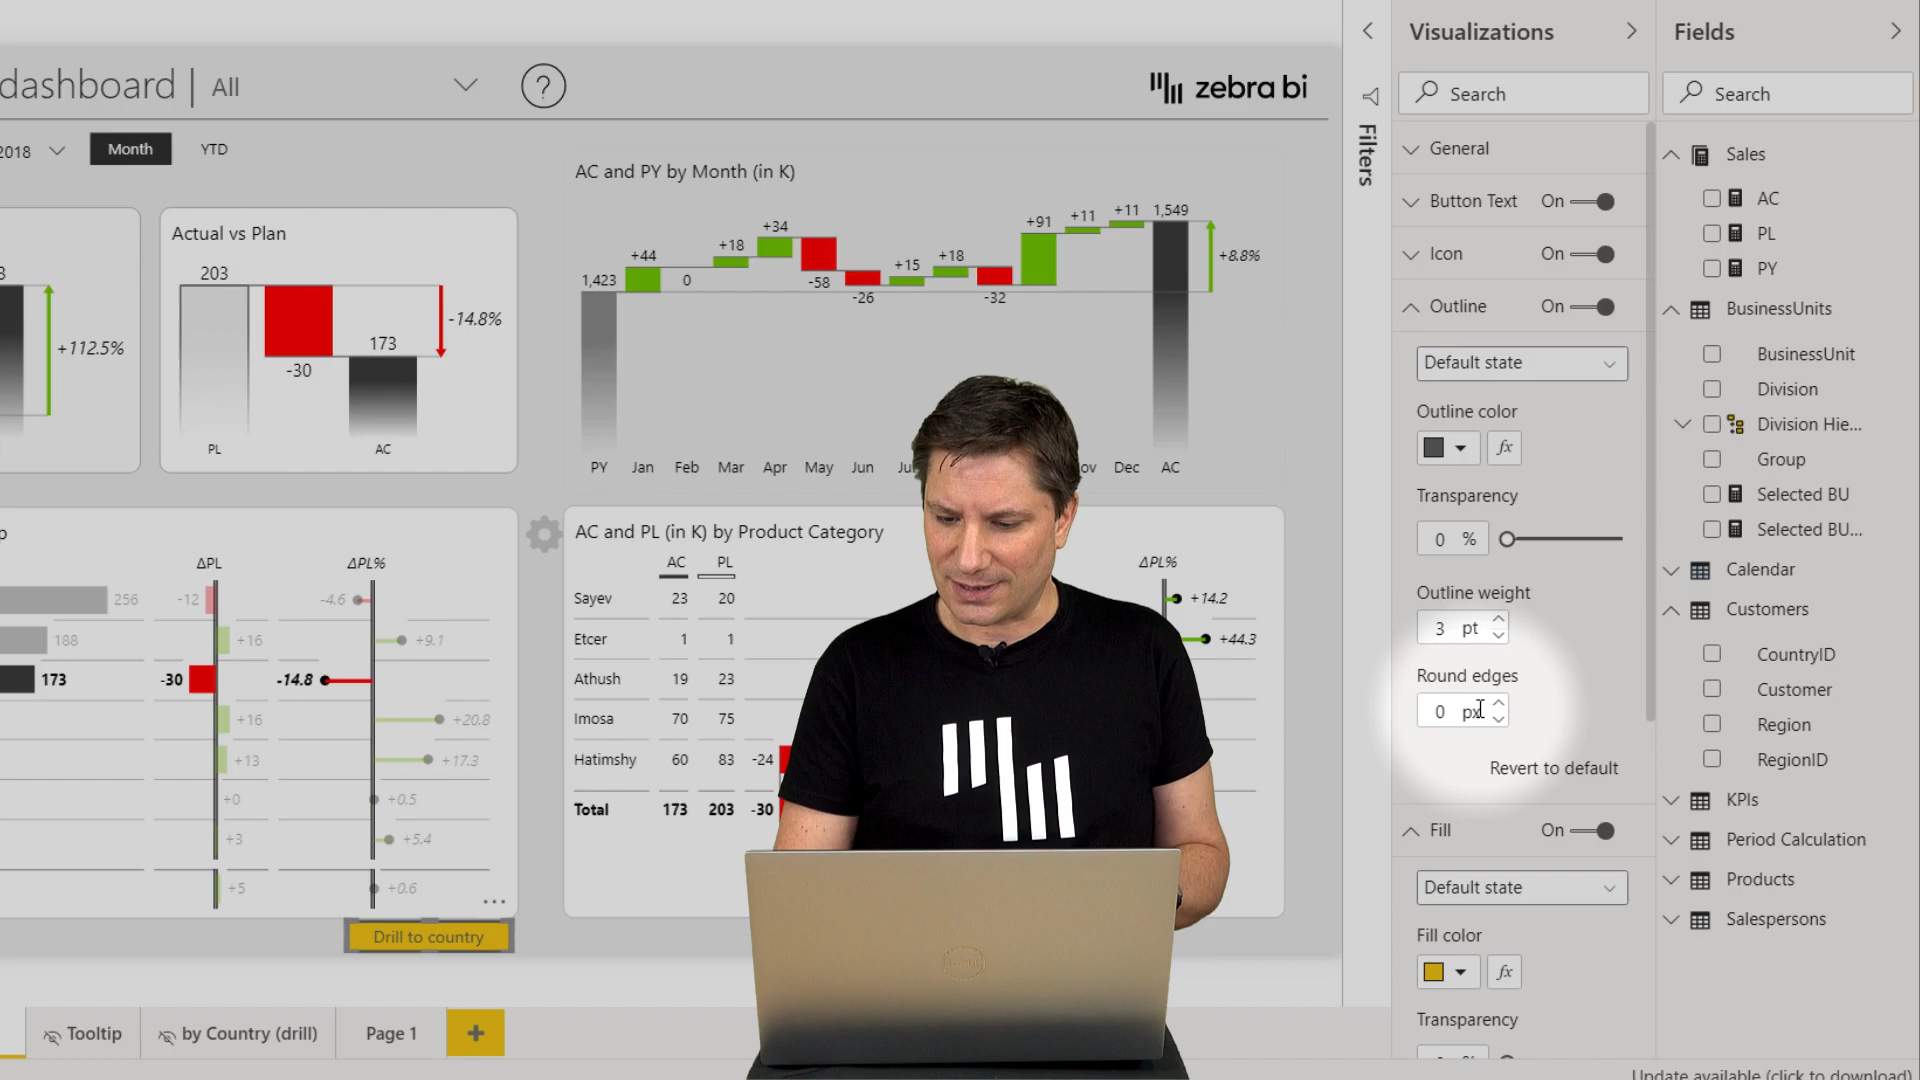 dashboard | All
zebra bi
2018
Month
YTD
Actual vs Plan
203
-30
173
-14.8%
PL
AC
3
+112.5%
AC and PY by Month (in K)
1,423
+44
0
+18
+34
-58
-26
+15
+18
-32
+91
+11
+11
1,549
+8.8%
PY Jan Feb Mar Apr May Jun Ju ov Dec AC
p
ΔPL ΔPL%
256 -12 -4.6
188 +16 +9.1
173 -30 -14.8
+16 +20.8
+13 +17.3
+0 +0.5
+3 +5.4
+5 +0.6
...
Drill to country
AC and PL (in K) by Product Category
AC PL ΔPL%
Sayev 23 20 +14.2
Etcer 1 1 +44.3
Athush 19 23
Imosa 70 75
Hatimshy 60 83 -24
Total 173 203 -30
DELL
Tooltip
by Country (drill)
Page 1
+
Filters
Visualizations
Search
General
Button Text On
Icon On
Outline On
Default state
Outline color
fx
Transparency
0 %
Outline weight
3 pt
Round edges
0 px
Revert to default
Fill On
Default state
Fill color
fx
Transparency
Fields
Search
Sales
AC
PL
PY
BusinessUnits
BusinessUnit
Division
Division Hie...
Group
Selected BU
Selected BU...
Calendar
Customers
CountryID
Customer
Region
RegionID
KPIs
Period Calculation
Products
Salespersons
Update available (click to download)